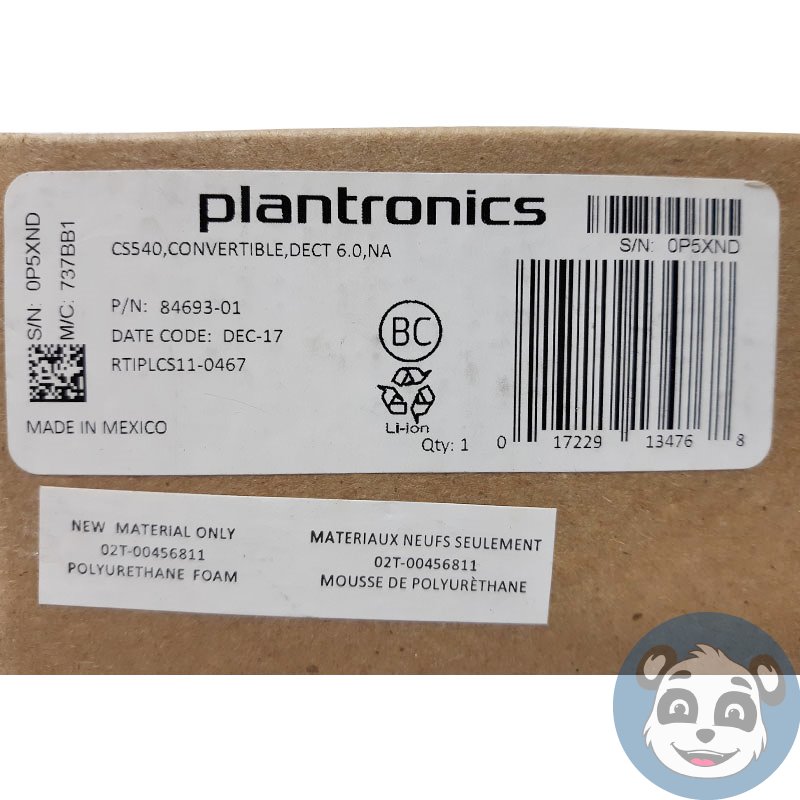 plantronics
CS540,CONVERTIBLE,DECT 6.0,NA
S/N: 0P5XND
S/N: 0P5XND
M/C: 737BB1
P/N: 84693-01
DATE CODE: DEC-17
RTIPLCS11-0467
MADE IN MEXICO
BC
Li-ion
Qty: 1
0 17229 13476 8
NEW MATERIAL ONLY
02T-00456811
POLYURETHANE FOAM
MATERIAUX NEUFS SEULEMENT
02T-00456811
MOUSSE DE POLYURÈTHANE